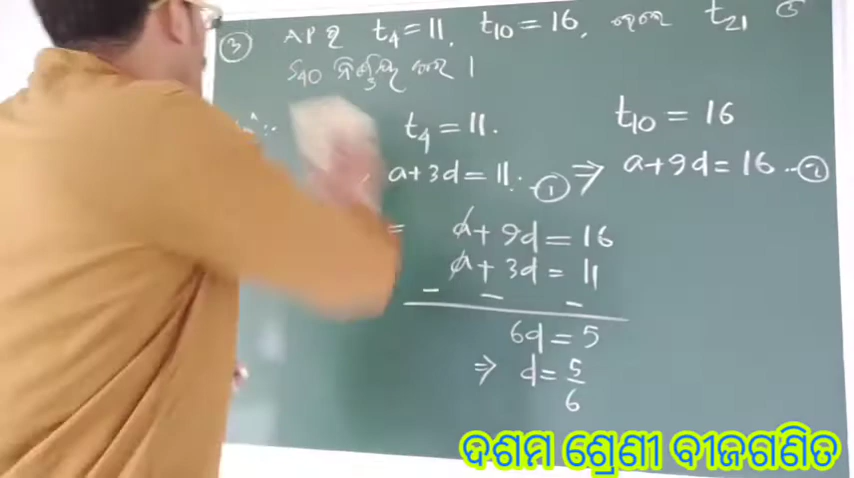 ③ AP ର t₄ = 11, t₁₀ = 16, ହେଲେ t₂₁ ଓ
S₄₀ ନିର୍ଣ୍ଣୟ କର ।
t₄ = 11.
t₁₀ = 16
a + 3d = 11. -- ① ⇒ a + 9d = 16 -- ②
= a + 9d = 16
a + 3d = 11
– – –
6d = 5
⇒ d = 5/6
ଦଶମ ଶ୍ରେଣୀ ବୀଜଗଣିତ